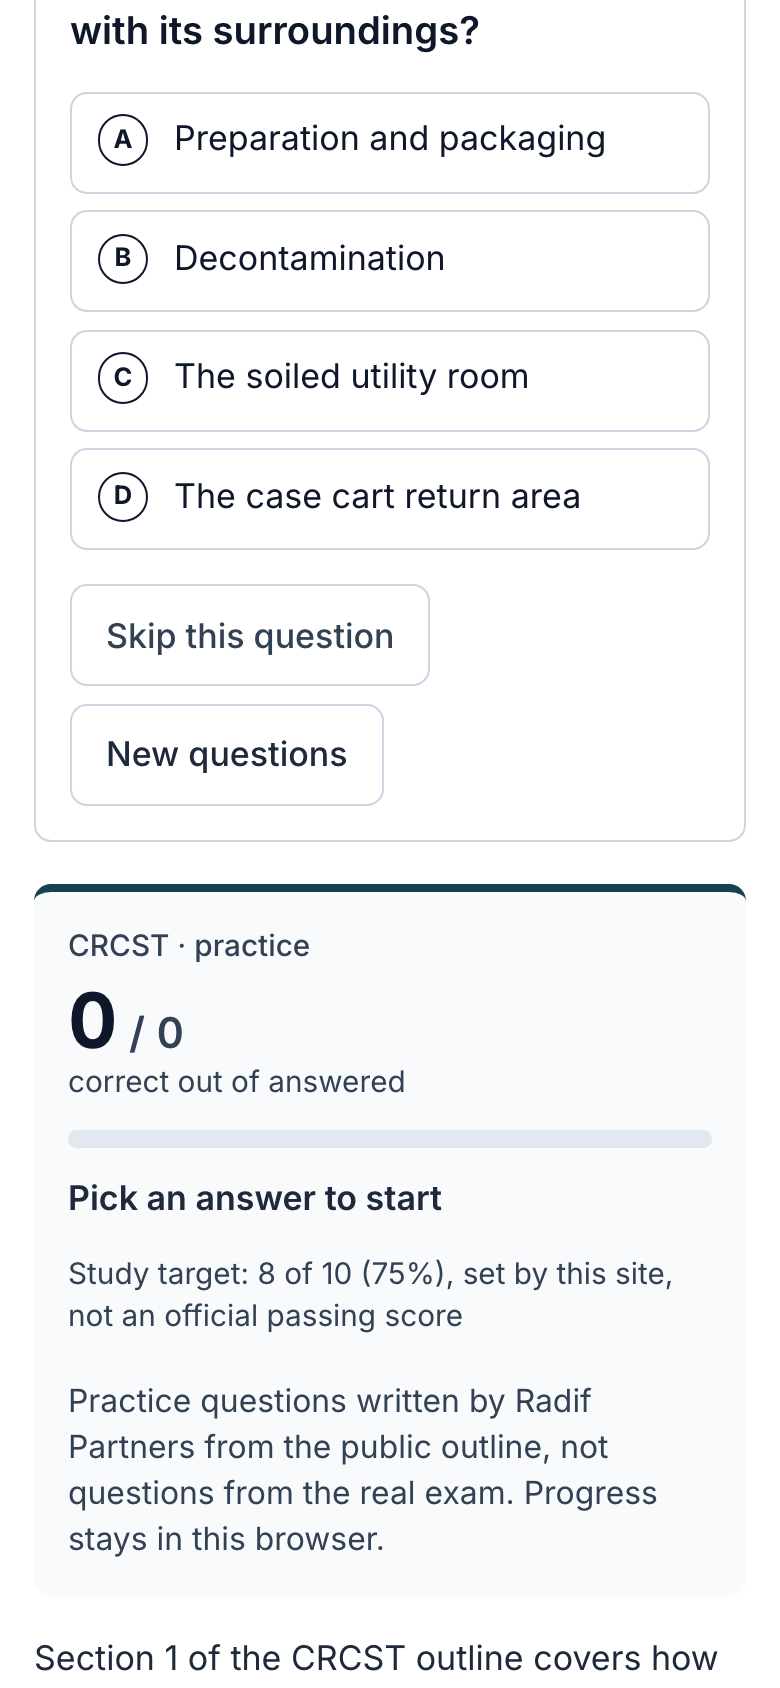 with its surroundings?
A Preparation and packaging
B Decontamination
C The soiled utility room
D The case cart return area
Skip this question
New questions
CRCST · practice
0 / 0
correct out of answered
Pick an answer to start
Study target: 8 of 10 (75%), set by this site,
not an official passing score
Practice questions written by Radif
Partners from the public outline, not
questions from the real exam. Progress
stays in this browser.
Section 1 of the CRCST outline covers how